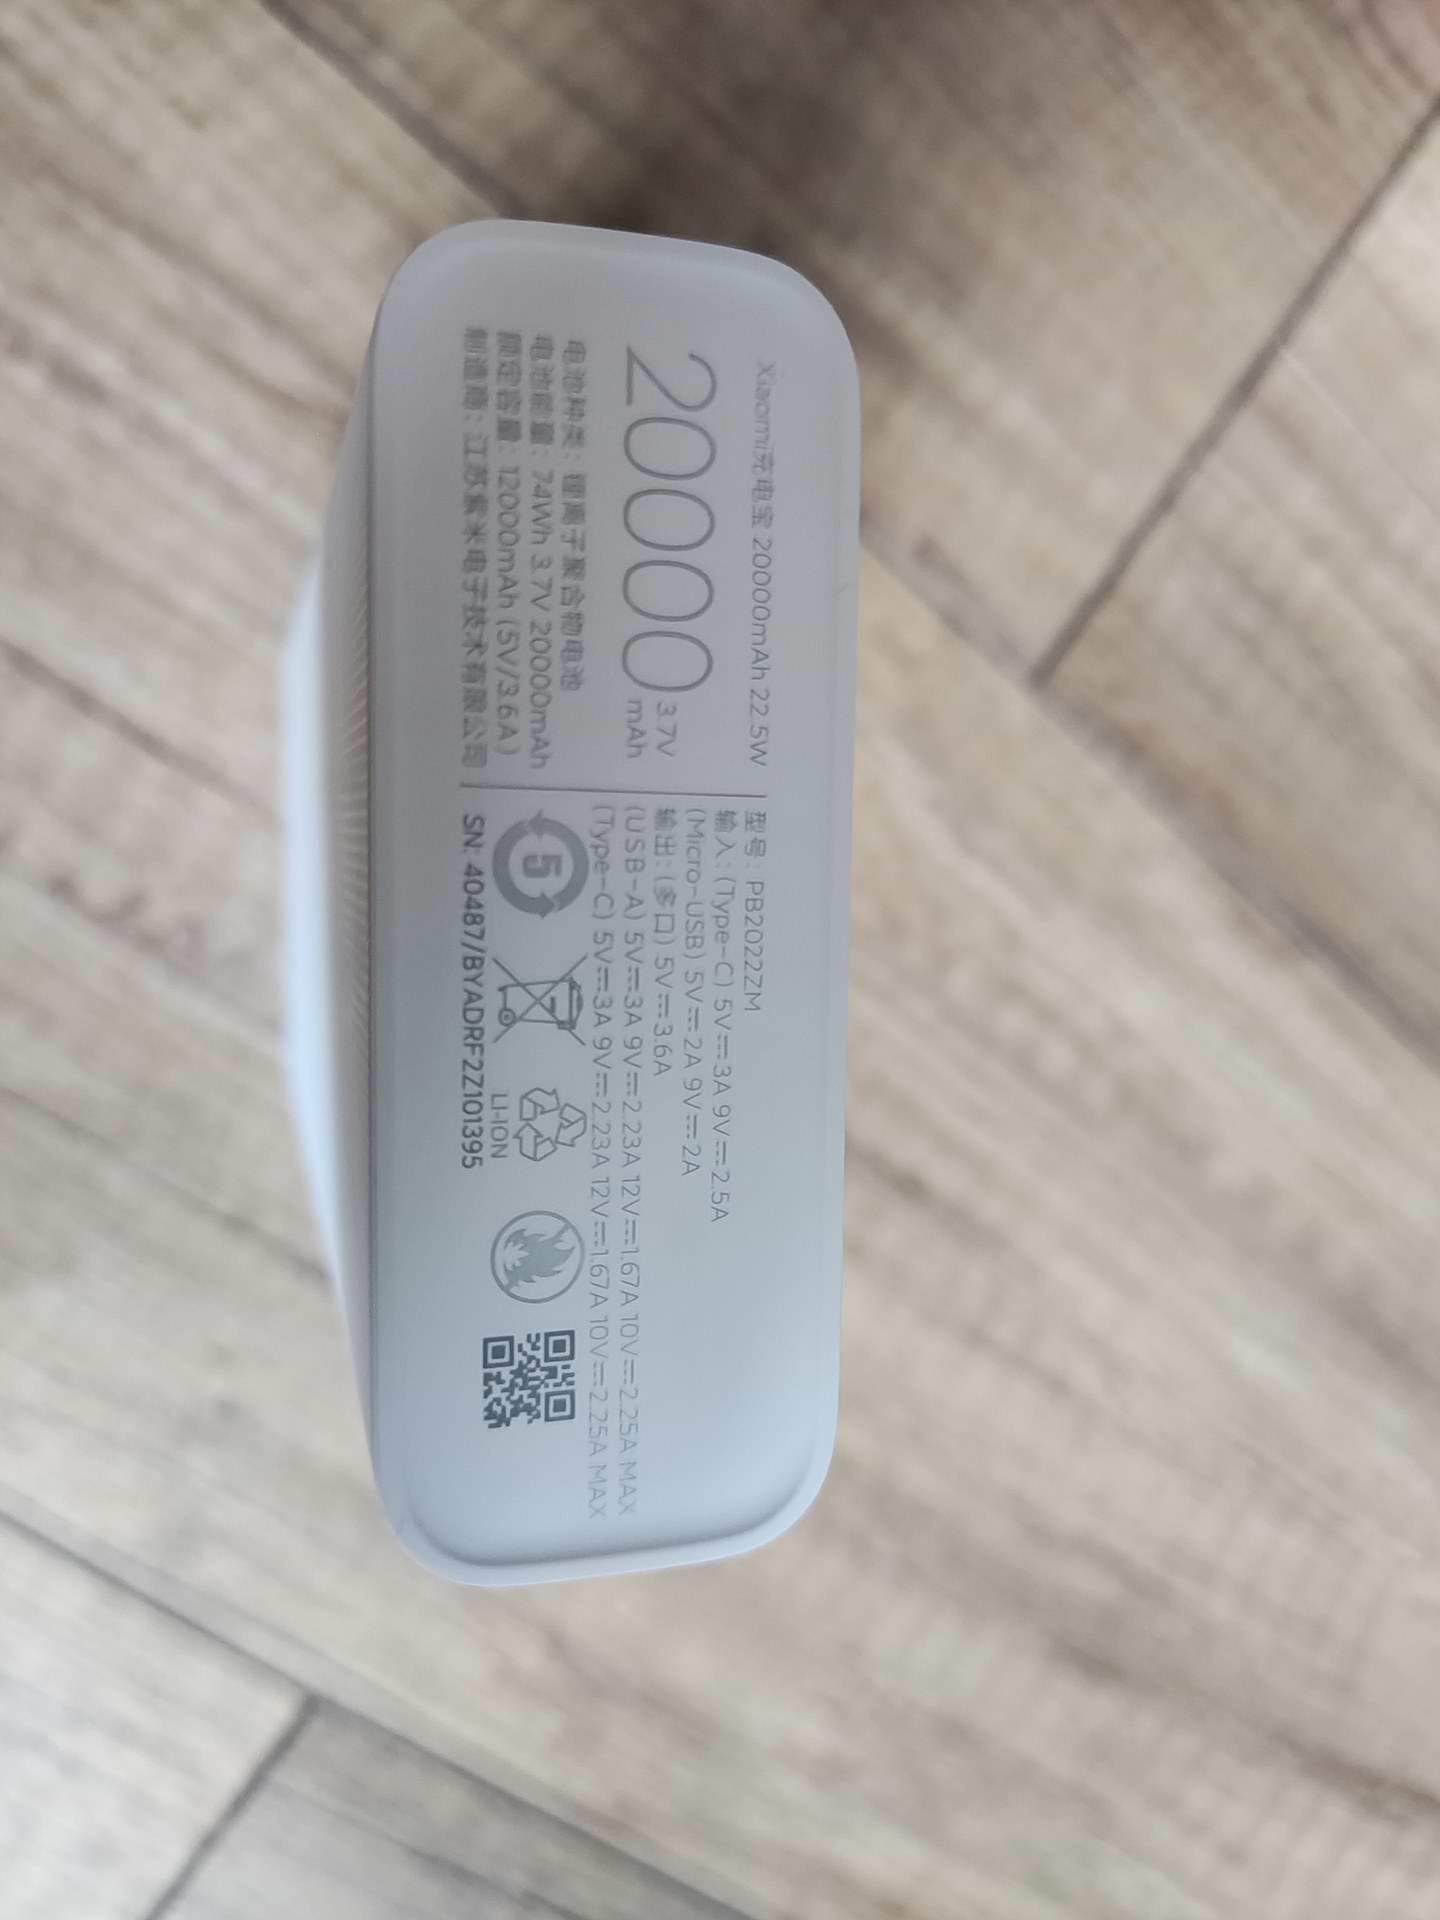 Xiaomi充电宝 20000mAh 22.5W
20000 3.7V
mAh
电池种类：锂离子聚合物电池
电池能量：74Wh 3.7V 20000mAh
额定容量：12000mAh (5V/3.6A)
制造商：江苏紫米电子技术有限公司
型号：PB2022ZM
输入：(Type-C) 5V⎓3A 9V⎓2.5A
(Micro-USB) 5V⎓2A 9V⎓2A
输出：(多口) 5V⎓3.6A
(USB-A) 5V⎓3A 9V⎓2.23A 12V⎓1.67A 10V⎓2.25A MAX
(Type-C) 5V⎓3A 9V⎓2.23A 12V⎓1.67A 10V⎓2.25A MAX
5
LI-ION
SN: 40487/BYADRF2Z101395